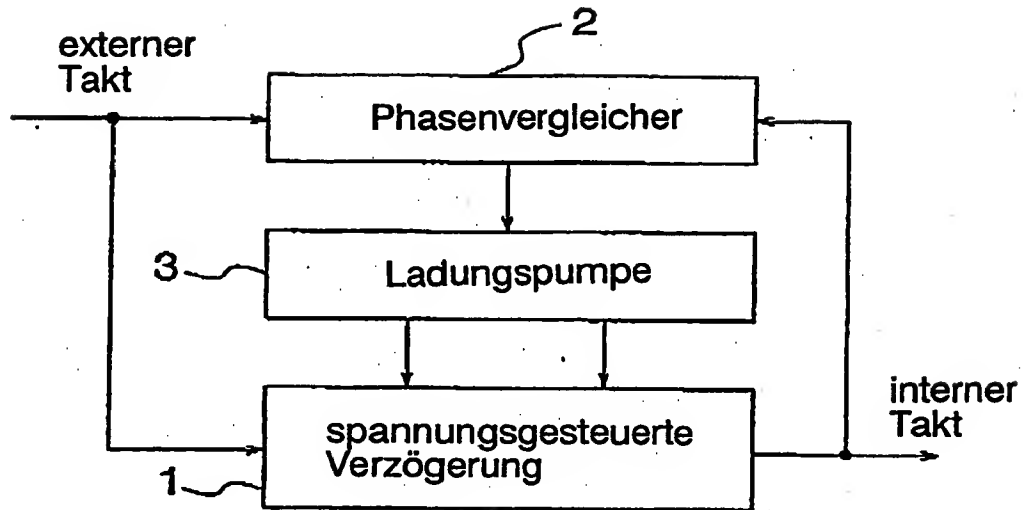 2
externer
Takt
Phasenvergleicher
3
Ladungspumpe
interner
Takt
spannungsgesteuerte
Verzögerung
1